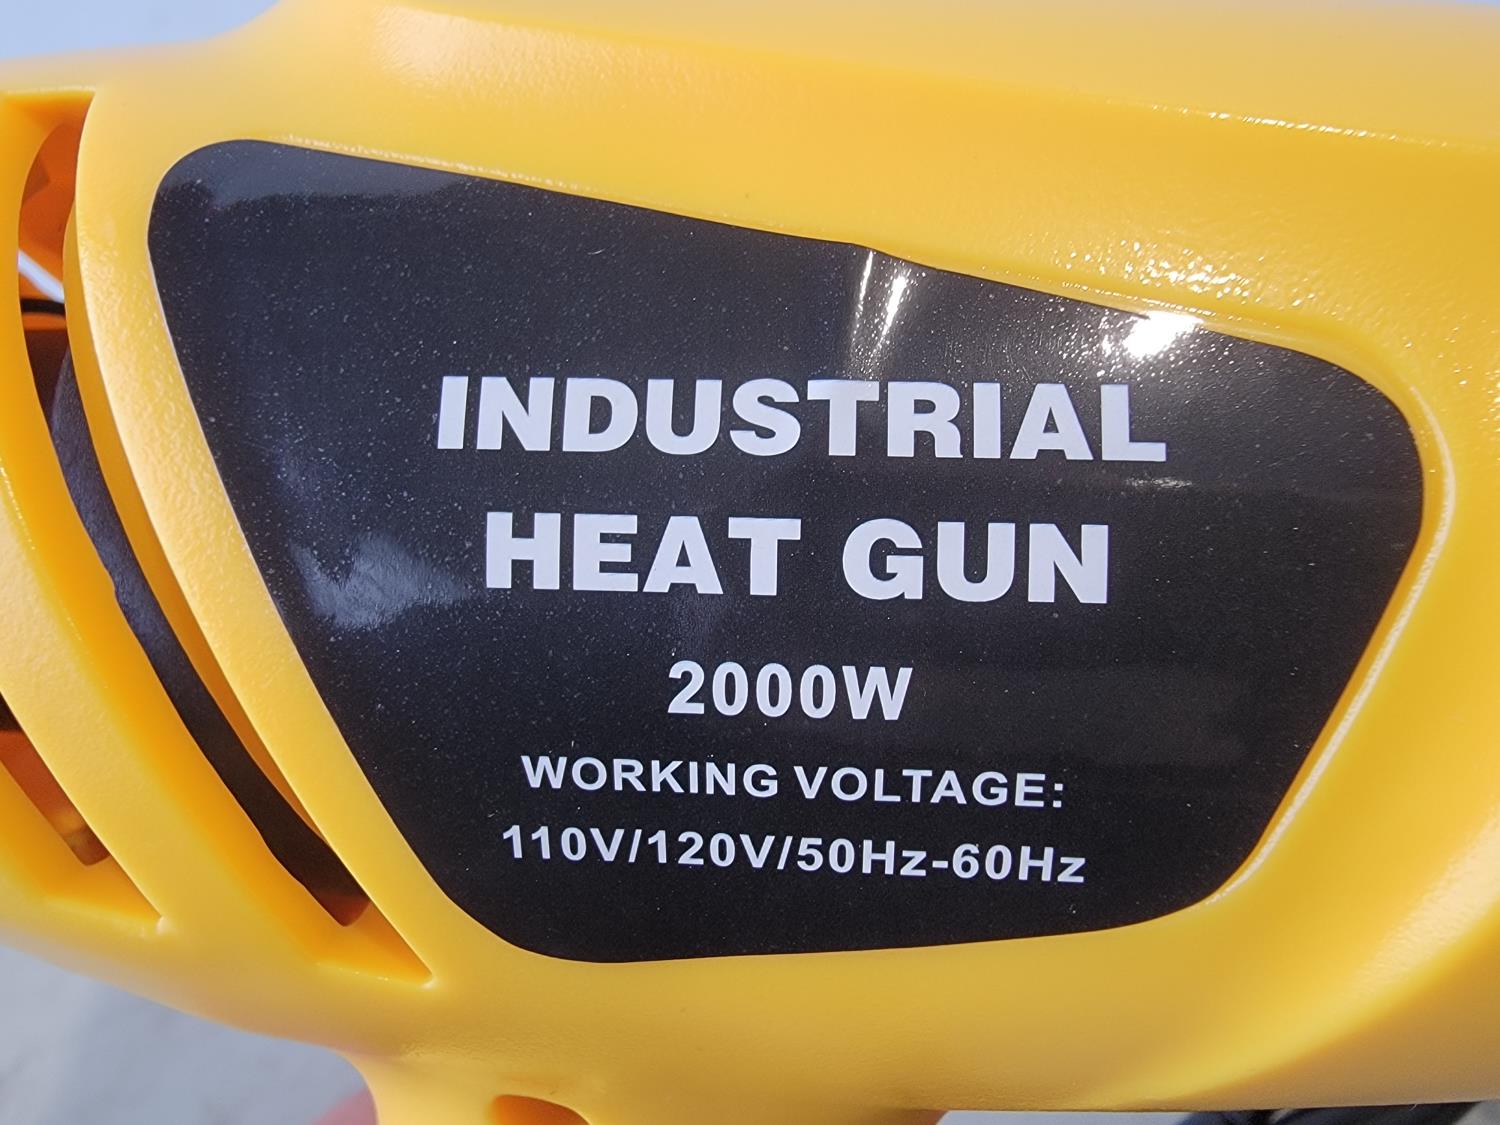 INDUSTRIAL
HEAT GUN
2000W
WORKING VOLTAGE:
110V/120V/50Hz-60Hz